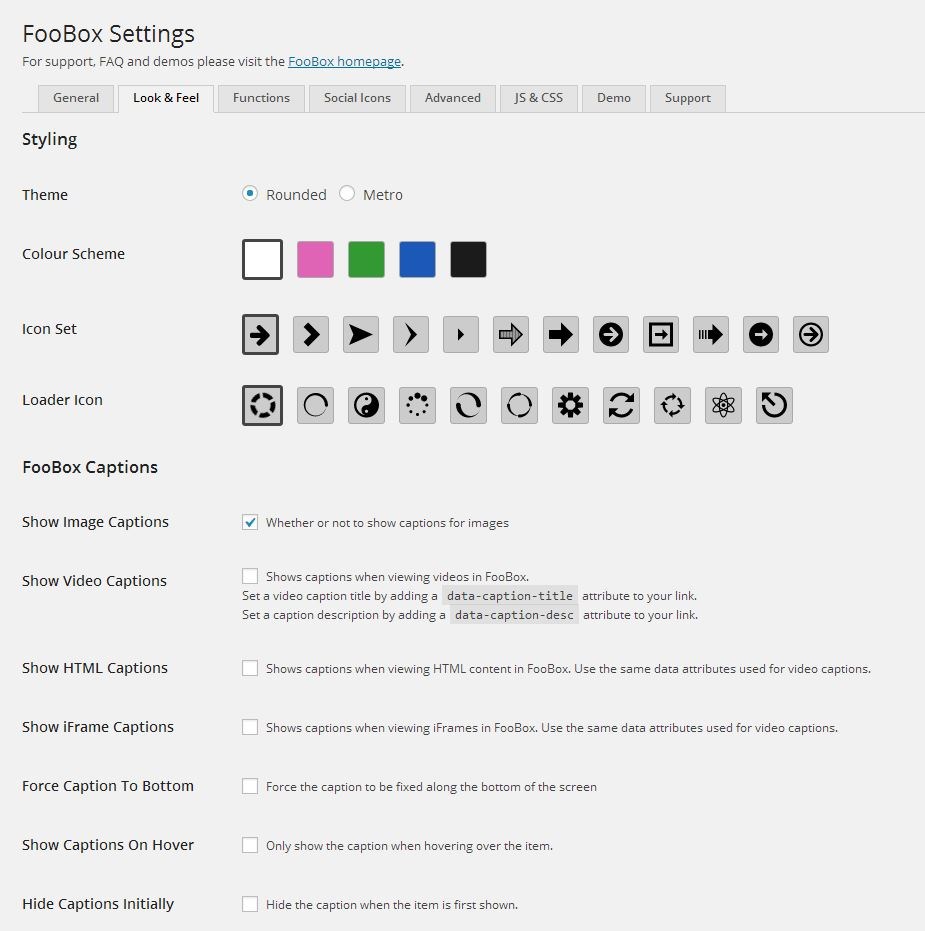 FooBox Settings
For support, FAQ and demos please visit the FooBox homepage.
General Look & Feel Functions Social Icons Advanced JS & CSS Demo Support
Styling
Theme Rounded Metro
Colour Scheme
Icon Set
Loader Icon
FooBox Captions
Show Image Captions Whether or not to show captions for images
Show Video Captions Shows captions when viewing videos in FooBox.
Set a video caption title by adding a data-caption-title attribute to your link.
Set a caption description by adding a data-caption-desc attribute to your link.
Show HTML Captions Shows captions when viewing HTML content in FooBox. Use the same data attributes used for video captions.
Show iFrame Captions Shows captions when viewing iFrames in FooBox. Use the same data attributes used for video captions.
Force Caption To Bottom Force the caption to be fixed along the bottom of the screen
Show Captions On Hover Only show the caption when hovering over the item.
Hide Captions Initially Hide the caption when the item is first shown.